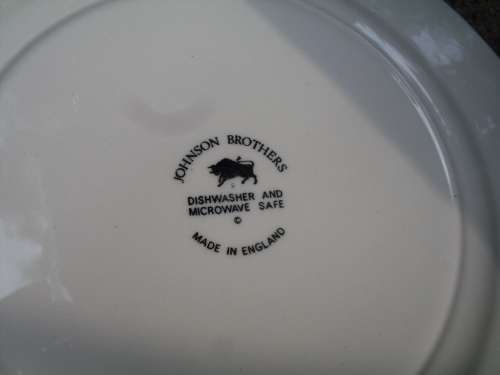 JOHNSON BROTHERS
DISHWASHER AND
MICROWAVE SAFE
©
MADE IN ENGLAND